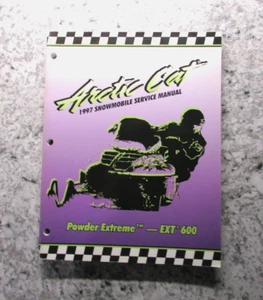 Arctic Cat
1997 SNOWMOBILE SERVICE MANUAL
Powder Extreme™ — EXT® 600